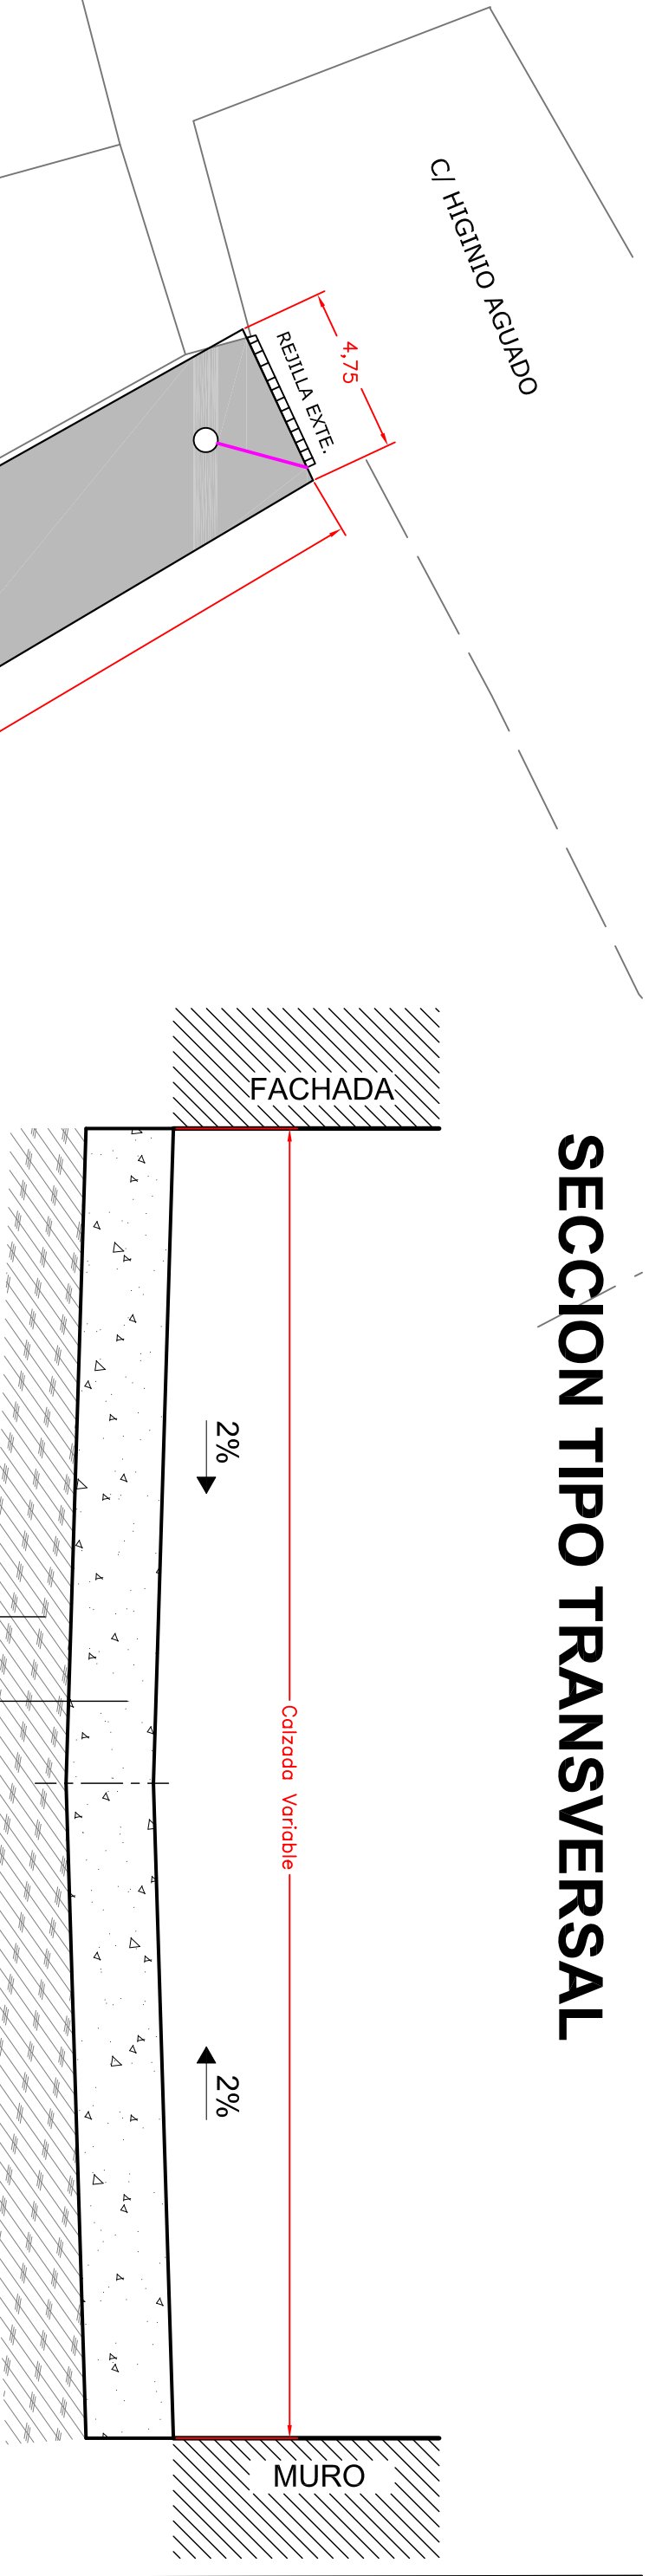 C/ HIGINIO AGUADO
4,75
REJILLA EXTE.
SECCION TIPO TRANSVERSAL
FACHADA
2%
Calzada Variable
2%
MURO